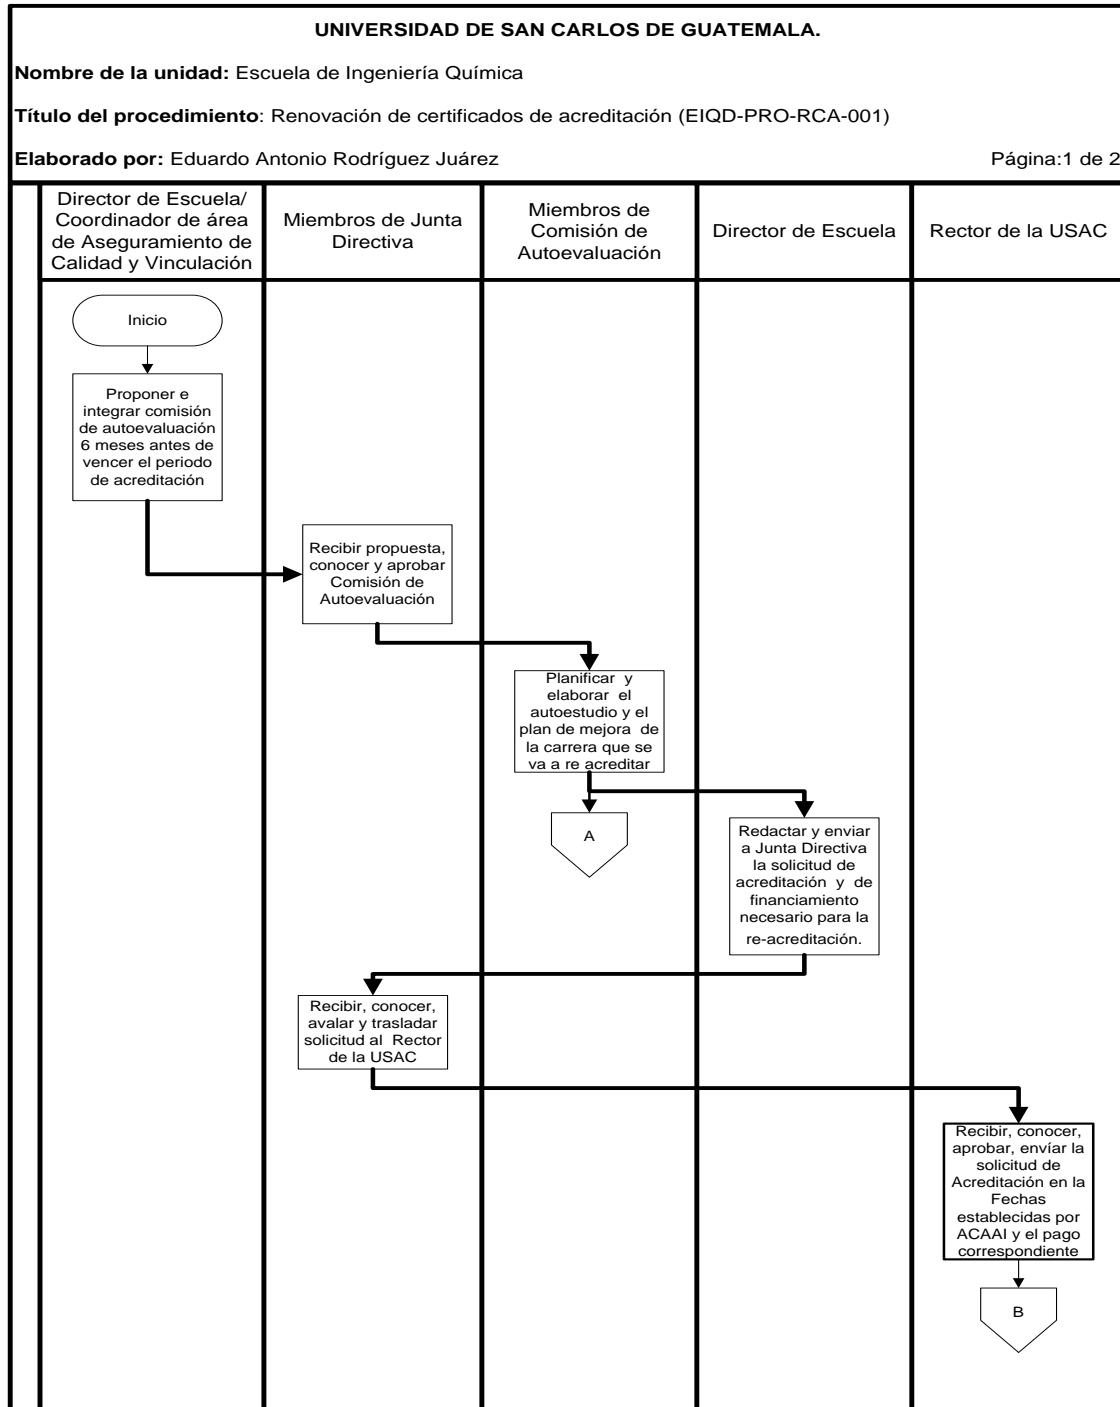 UNIVERSIDAD DE SAN CARLOS DE GUATEMALA.
Nombre de la unidad: Escuela de Ingeniería Química
Título del procedimiento: Renovación de certificados de acreditación (EIQD-PRO-RCA-001)
Elaborado por: Eduardo Antonio Rodríguez Juárez
Página:1 de 2
Director de Escuela/
Coordinador de área
de Aseguramiento de
Calidad y Vinculación
Miembros de Junta
Directiva
Miembros de
Comisión de
Autoevaluación
Director de Escuela
Rector de la USAC
Inicio
Proponer e
integrar comisión
de autoevaluación
6 meses antes de
vencer el periodo
de acreditación
Recibir propuesta,
conocer y aprobar
Comisión de
Autoevaluación
Planificar y
elaborar el
autoestudio y el
plan de mejora de
la carrera que se
va a re acreditar
A
Redactar y enviar
a Junta Directiva
la solicitud de
acreditación y de
financiamiento
necesario para la
re-acreditación.
Recibir, conocer,
avalar y trasladar
solicitud al Rector
de la USAC
Recibir, conocer,
aprobar, envíar la
solicitud de
Acreditación en la
Fechas
establecidas por
ACAAI y el pago
correspondiente
B